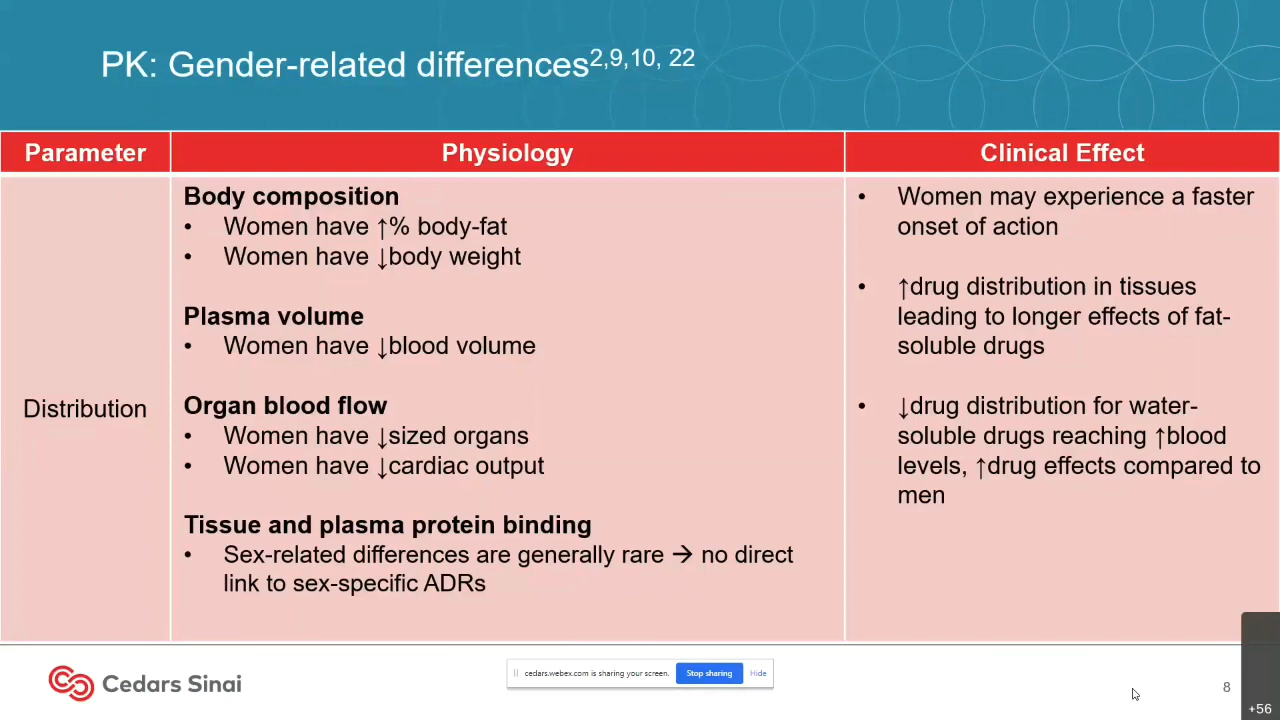 PK: Gender-related differences2,9,10, 22
Parameter
Physiology
Clinical Effect
Distribution
Body composition
• Women have ↑% body-fat
• Women have ↓body weight
Plasma volume
• Women have ↓blood volume
Organ blood flow
• Women have ↓sized organs
• Women have ↓cardiac output
Tissue and plasma protein binding
• Sex-related differences are generally rare → no direct
link to sex-specific ADRs
• Women may experience a faster
onset of action
• ↑drug distribution in tissues
leading to longer effects of fat-
soluble drugs
• ↓drug distribution for water-
soluble drugs reaching ↑blood
levels, ↑drug effects compared to
men
Cedars Sinai
cedars.webex.com is sharing your screen.
Stop sharing
Hide
8
+56